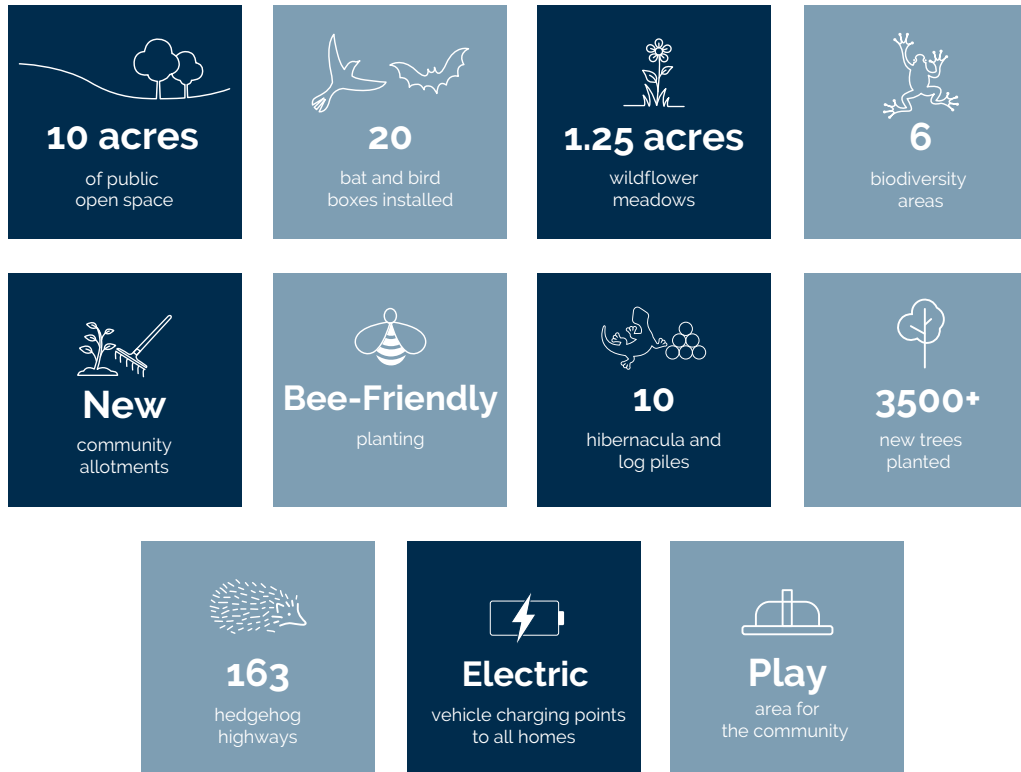 10 acres
of public
open space
20
bat and bird
boxes installed
1.25 acres
wildflower
meadows
6
biodiversity
areas
New
community
allotments
Bee-Friendly
planting
10
hibernacula and
log piles
3500+
new trees
planted
163
hedgehog
highways
Electric
vehicle charging points
to all homes
Play
area for
the community